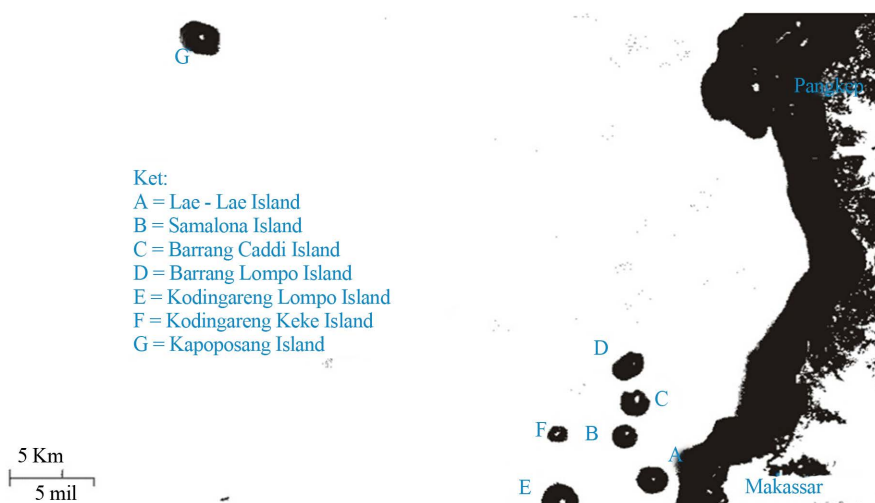 G
Pangkep
Ket:
A = Lae - Lae Island
B = Samalona Island
C = Barrang Caddi Island
D = Barrang Lompo Island
E = Kodingareng Lompo Island
F = Kodingareng Keke Island
G = Kapoposang Island
D
C
F
B
A
5 Km
5 mil
E
Makassar